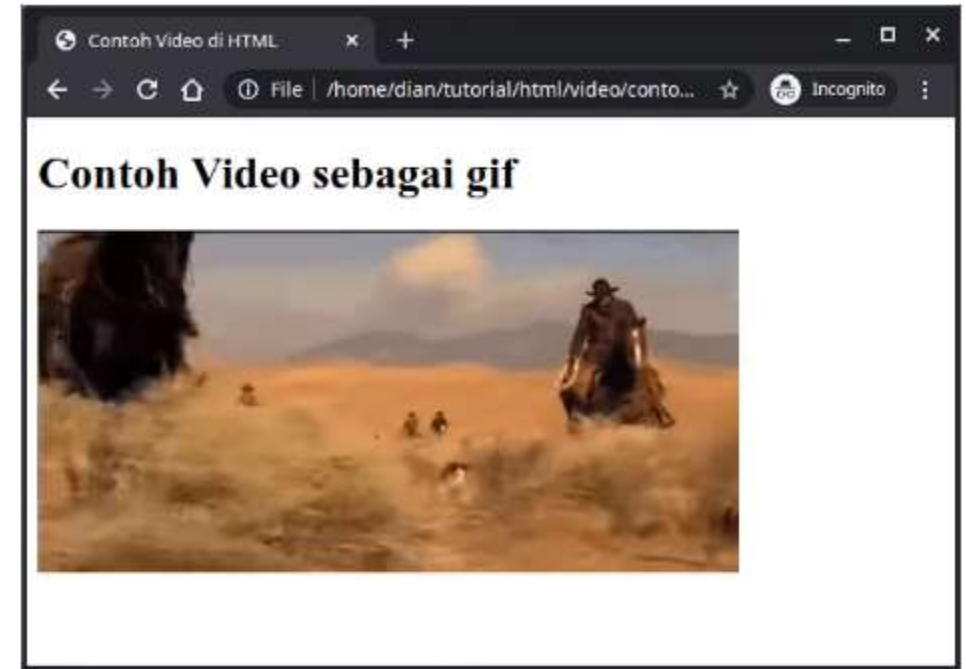 Contoh Video di HTML
File /home/dian/tutorial/html/video/conto... Incognito
Contoh Video sebagai gif